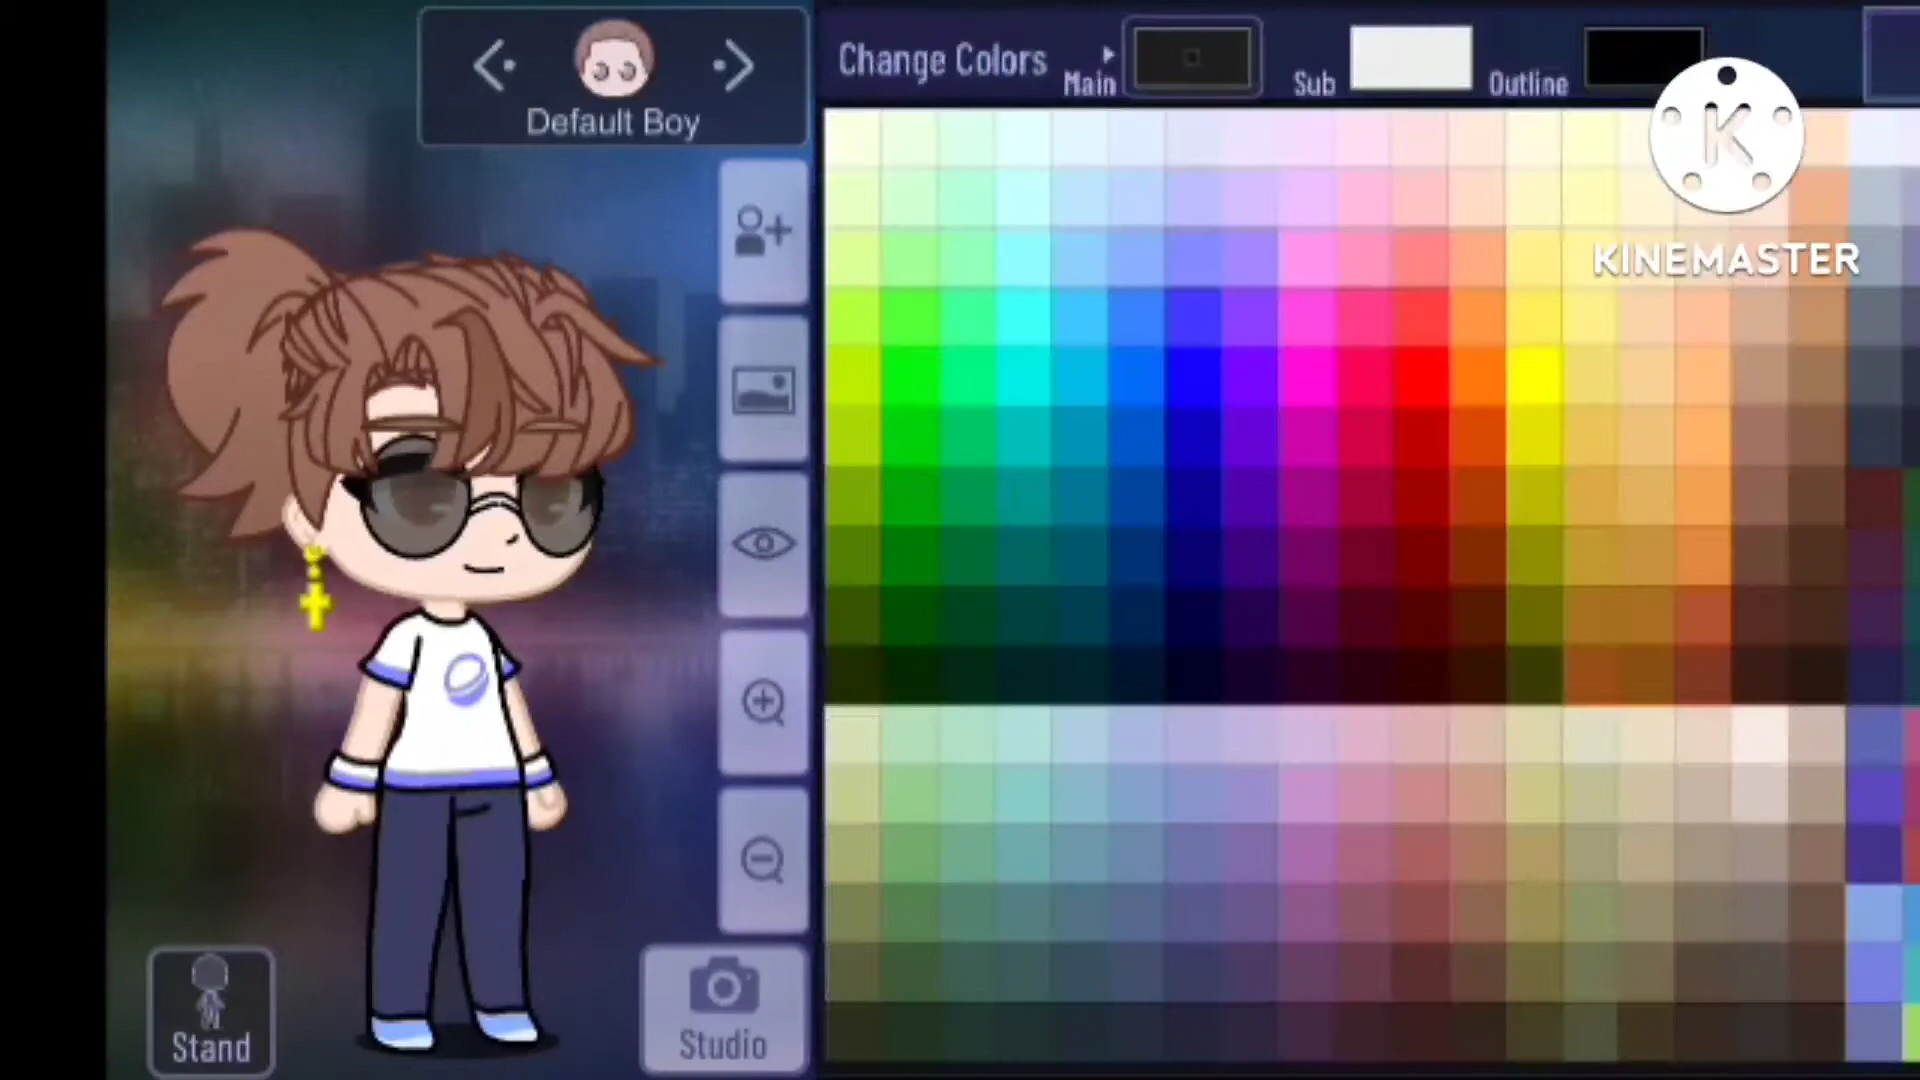 Default Boy
Change Colors
Main
Sub
Outline
K
KINEMASTER
Stand
Studio